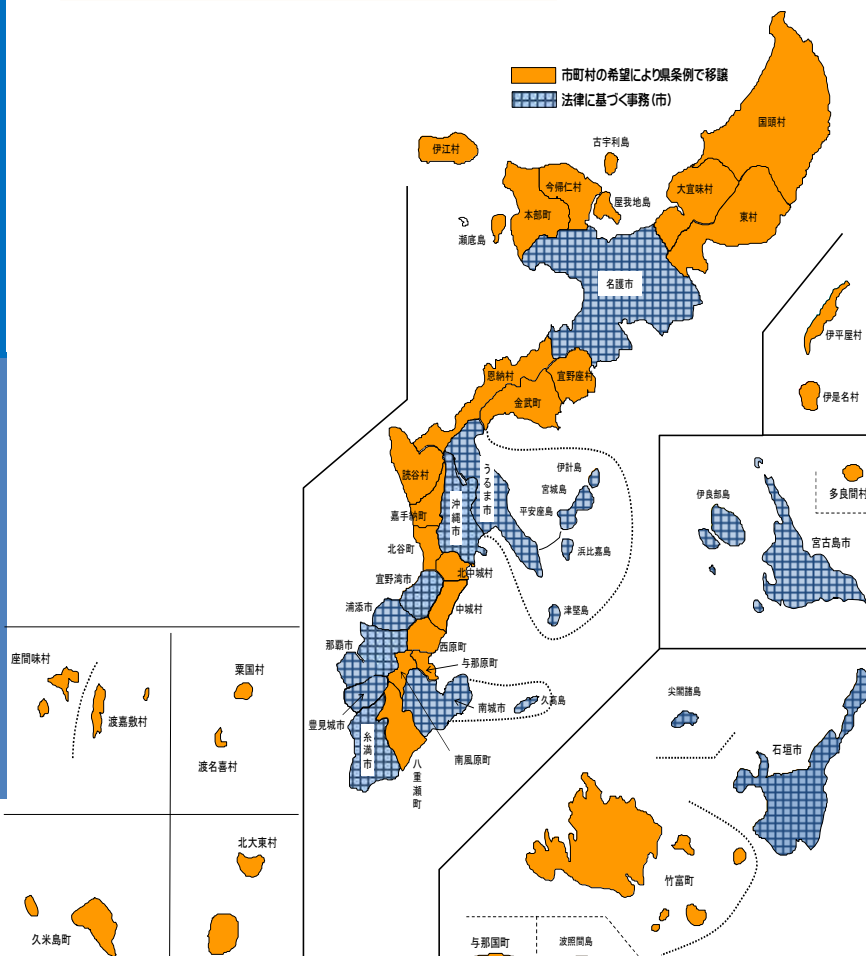 市町村の希望により県条例で移譲
法律に基づく事務(市)
国頭村
伊江村
古宇利島
今帰仁村
大宜味村
屋我地島
本部町
東村
瀬底島
名護市
伊平屋村
恩納村
宜野座村
伊是名村
金武町
読谷村
うるま市
伊計島
宮城島
伊良部島
多良間村
沖縄市
平安座島
嘉手納町
宮古島市
北谷町
浜比嘉島
北中城村
宜野湾市
浦添市
中城村
津堅島
那覇市
西原町
座間味村
粟国村
与那原町
尖閣諸島
久高島
南城市
渡嘉敷村
豊見城市
糸満市
石垣市
南風原町
渡名喜村
八重瀬町
北大東村
竹富町
久米島町
与那国町
波照間島